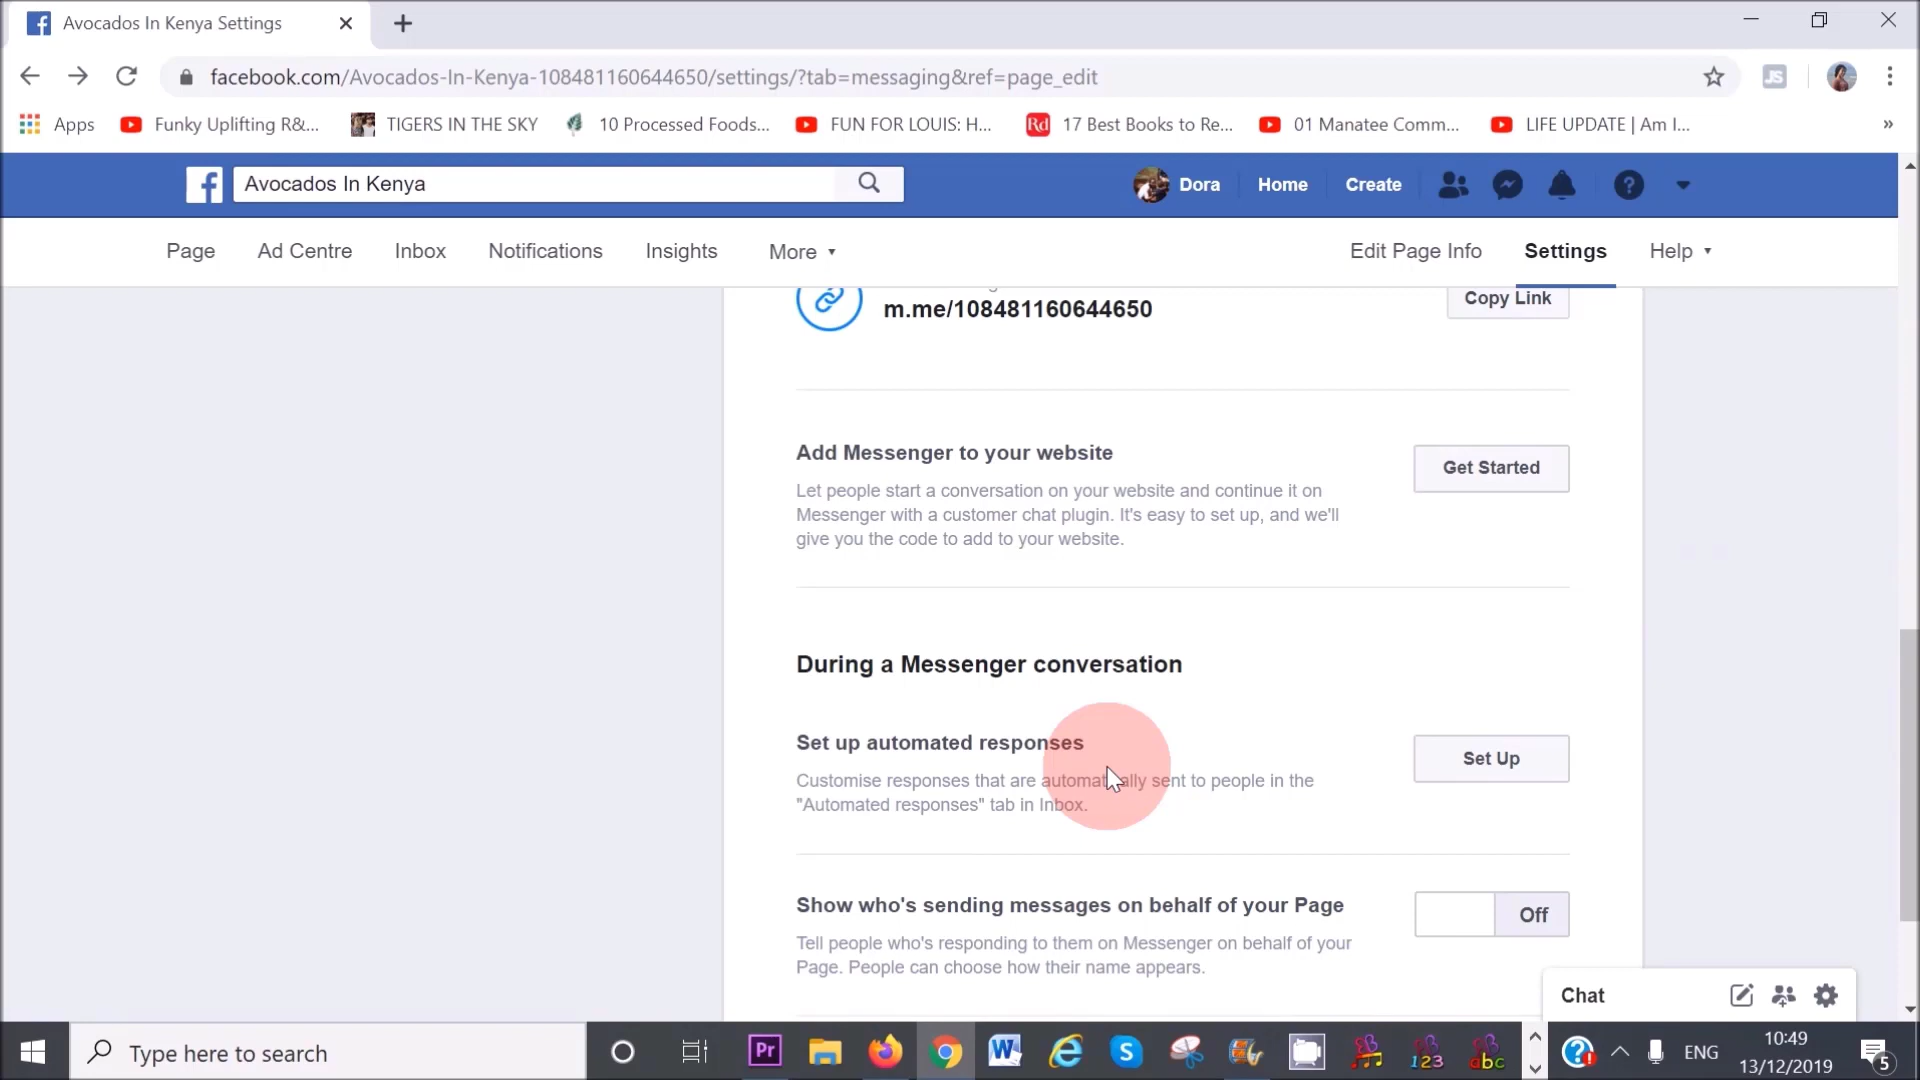 Avocados In Kenya Settings
facebook.com/Avocados-In-Kenya-108481160644650/settings/?tab=messaging&ref=page_edit
JS
Apps
Funky Uplifting R&...
TIGERS IN THE SKY
10 Processed Foods...
FUN FOR LOUIS: H...
Rd
17 Best Books to Re...
01 Manatee Comm...
LIFE UPDATE | Am I...
»
Avocados In Kenya
Dora
Home
Create
Page
Ad Centre
Inbox
Notifications
Insights
More
Edit Page Info
Settings
Help
m.me/108481160644650
Copy Link
Add Messenger to your website
Get Started
Let people start a conversation on your website and continue it on
Messenger with a customer chat plugin. It's easy to set up, and we'll
give you the code to add to your website.
During a Messenger conversation
Set up automated responses
Set Up
Customise responses that are automatically sent to people in the
"Automated responses" tab in Inbox.
Show who's sending messages on behalf of your Page
Off
Tell people who's responding to them on Messenger on behalf of your
Page. People can choose how their name appears.
Chat
Type here to search
Pr
123
abc
ENG
10:49
13/12/2019
5